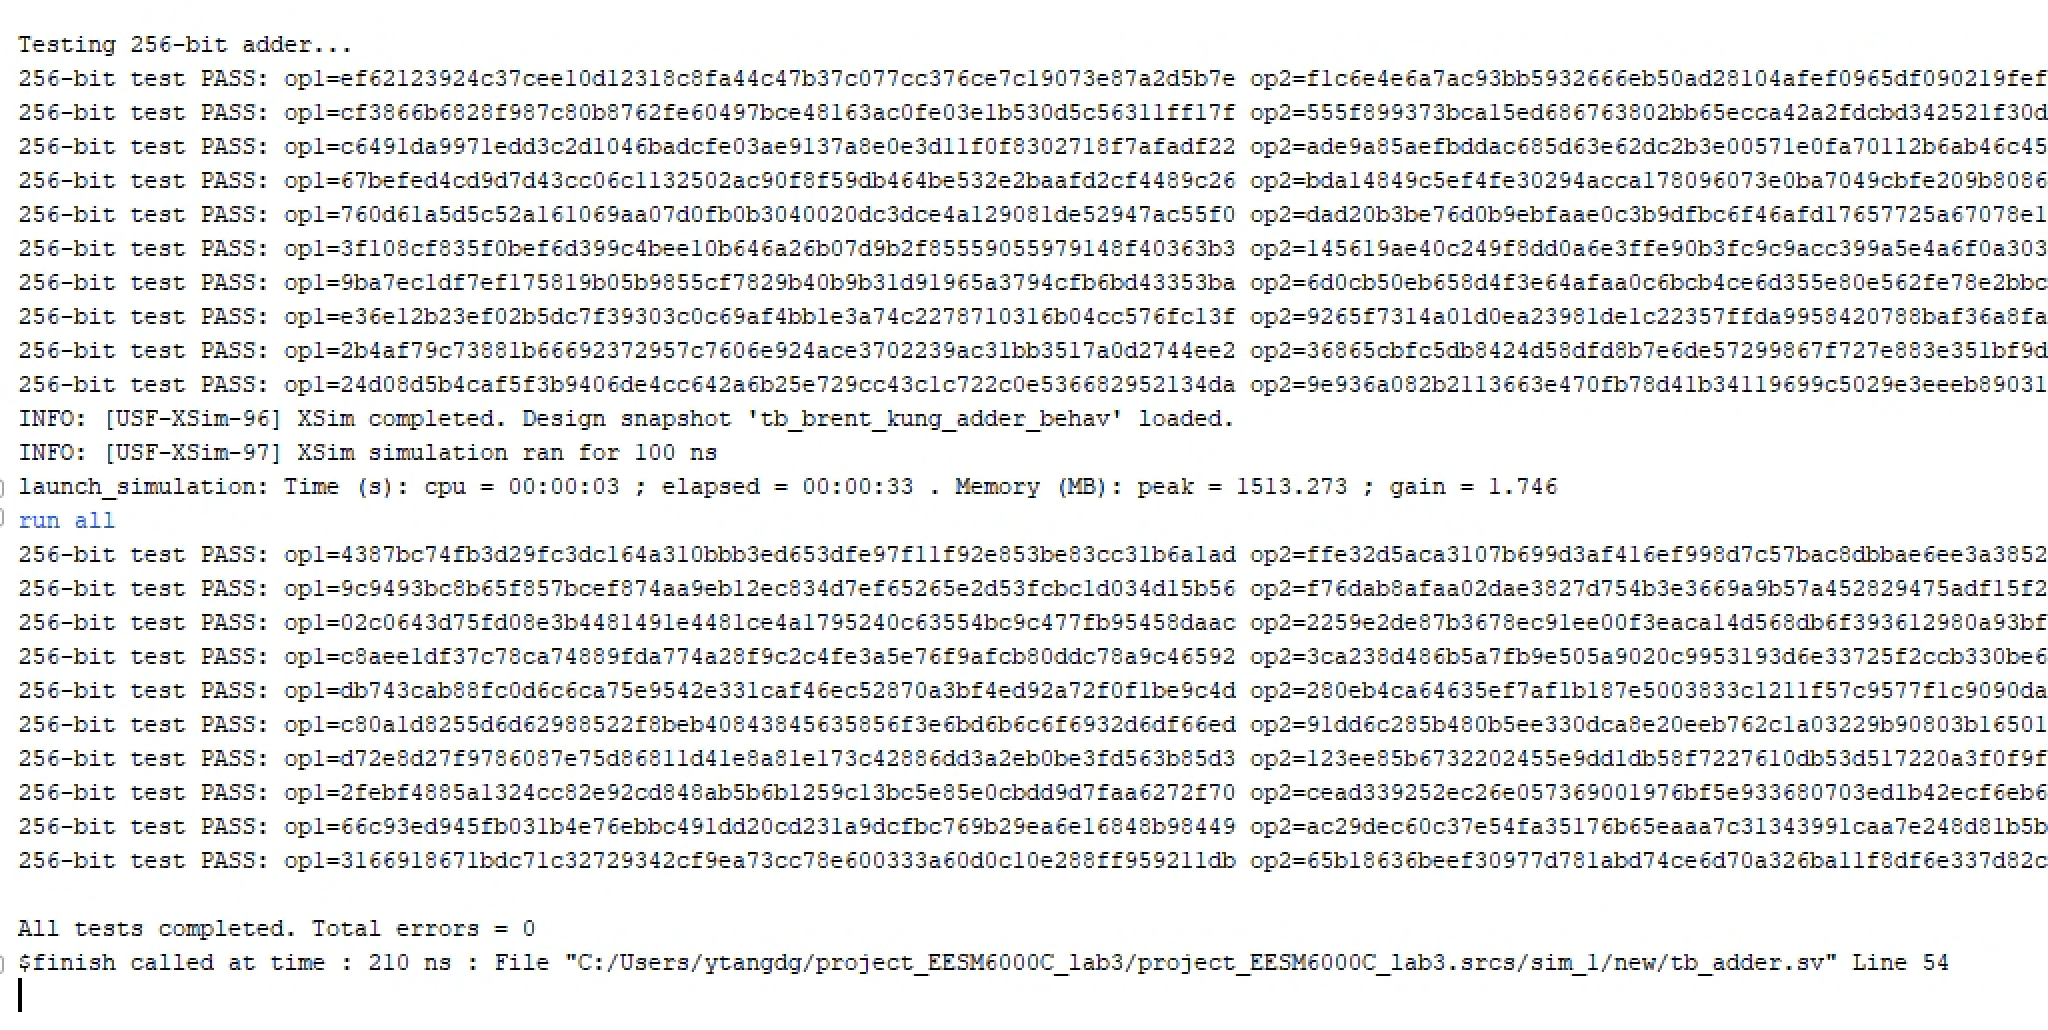 Testing 256-bit adder...
256-bit test PASS: op1=ef62123924c37cee10d12318c8fa44c47b37c077cc376ce7c19073e87a2d5b7e op2=f1c6e4e6a7ac93bb5932666eb50ad28104afef0965df090219fef
256-bit test PASS: op1=cf3866b6828f987c80b8762fe60497bce48163ac0fe03e1b530d5c56311ff17f op2=555f899373bca15ed686763802bb65ecca42a2fdcbd342521f30d
256-bit test PASS: op1=c6491da9971edd3c2d1046badcfe03ae9137a8e0e3d11f0f8302718f7afadf22 op2=ade9a85aefbddac685d63e62dc2b3e00571e0fa70112b6ab46c45
256-bit test PASS: op1=67befed4cd9d7d43cc06c1132502ac90f8f59db464be532e2baafd2cf4489c26 op2=bda14849c5ef4fe30294acca178096073e0ba7049cbfe209b8086
256-bit test PASS: op1=760d61a5d5c52a161069aa07d0fb0b3040020dc3dce4a129081de52947ac55f0 op2=dad20b3be76d0b9ebfaae0c3b9dfbc6f46afd17657725a67078e1
256-bit test PASS: op1=3f108cf835f0bef6d399c4bee10b646a26b07d9b2f85559055979148f40363b3 op2=145619ae40c249f8dd0a6e3ffe90b3fc9c9acc399a5e4a6f0a303
256-bit test PASS: op1=9ba7ec1df7ef175819b05b9855cf7829b40b9b31d91965a3794cfb6bd43353ba op2=6d0cb50eb658d4f3e64afaa0c6bcb4ce6d355e80e562fe78e2bbc
256-bit test PASS: op1=e36e12b23ef02b5dc7f39303c0c69af4bb1e3a74c2278710316b04cc576fc13f op2=9265f7314a01d0ea23981de1c22357ffda9958420788baf36a8fa
256-bit test PASS: op1=2b4af79c73881b66692372957c7606e924ace3702239ac31bb3517a0d2744ee2 op2=36865cbfc5db8424d58dfd8b7e6de57299867f727e883e351bf9d
256-bit test PASS: op1=24d08d5b4caf5f3b9406de4cc642a6b25e729cc43c1c722c0e536682952134da op2=9e936a082b2113663e470fb78d41b34119699c5029e3eeeb89031
INFO: [USF-XSim-96] XSim completed. Design snapshot 'tb_brent_kung_adder_behav' loaded.
INFO: [USF-XSim-97] XSim simulation ran for 100 ns
launch_simulation: Time (s): cpu = 00:00:03 ; elapsed = 00:00:33 . Memory (MB): peak = 1513.273 ; gain = 1.746
run all
256-bit test PASS: op1=4387bc74fb3d29fc3dc164a310bbb3ed653dfe97f11f92e853be83cc31b6a1ad op2=ffe32d5aca3107b699d3af416ef998d7c57bac8dbbae6ee3a3852
256-bit test PASS: op1=9c9493bc8b65f857bcef874aa9eb12ec834d7ef65265e2d53fcbc1d034d15b56 op2=f76dab8afaa02dae3827d754b3e3669a9b57a452829475adf15f2
256-bit test PASS: op1=02c0643d75fd08e3b4481491e4481ce4a1795240c63554bc9c477fb95458daac op2=2259e2de87b3678ec91ee00f3eaca14d568db6f393612980a93bf
256-bit test PASS: op1=c8aee1df37c78ca74889fda774a28f9c2c4fe3a5e76f9afcb80ddc78a9c46592 op2=3ca238d486b5a7fb9e505a9020c9953193d6e33725f2ccb330be6
256-bit test PASS: op1=db743cab88fc0d6c6ca75e9542e331caf46ec52870a3bf4ed92a72f0f1be9c4d op2=280eb4ca64635ef7af1b187e5003833c1211f57c9577f1c9090da
256-bit test PASS: op1=c80a1d8255d6d62988522f8beb40843845635856f3e6bd6b6c6f6932d6df66ed op2=91dd6c285b480b5ee330dca8e20eeb762c1a03229b90803b16501
256-bit test PASS: op1=d72e8d27f9786087e75d86811d41e8a81e173c42886dd3a2eb0be3fd563b85d3 op2=123ee85b6732202455e9dd1db58f7227610db53d517220a3f0f9f
256-bit test PASS: op1=2febf4885a1324cc82e92cd848ab5b6b1259c13bc5e85e0cbdd9d7faa6272f70 op2=cead339252ec26e057369001976bf5e933680703ed1b42ecf6eb6
256-bit test PASS: op1=66c93ed945fb031b4e76ebbc491dd20cd231a9dcfbc769b29ea6e16848b98449 op2=ac29dec60c37e54fa35176b65eaaa7c31343991caa7e248d81b5b
256-bit test PASS: op1=3166918671bdc71c32729342cf9ea73cc78e600333a60d0c10e288ff959211db op2=65b18636beef30977d781abd74ce6d70a326ba11f8df6e337d82c
All tests completed. Total errors = 0
$finish called at time : 210 ns : File "C:/Users/ytangdg/project_EESM6000C_lab3/project_EESM6000C_lab3.srcs/sim_1/new/tb_adder.sv" Line 54